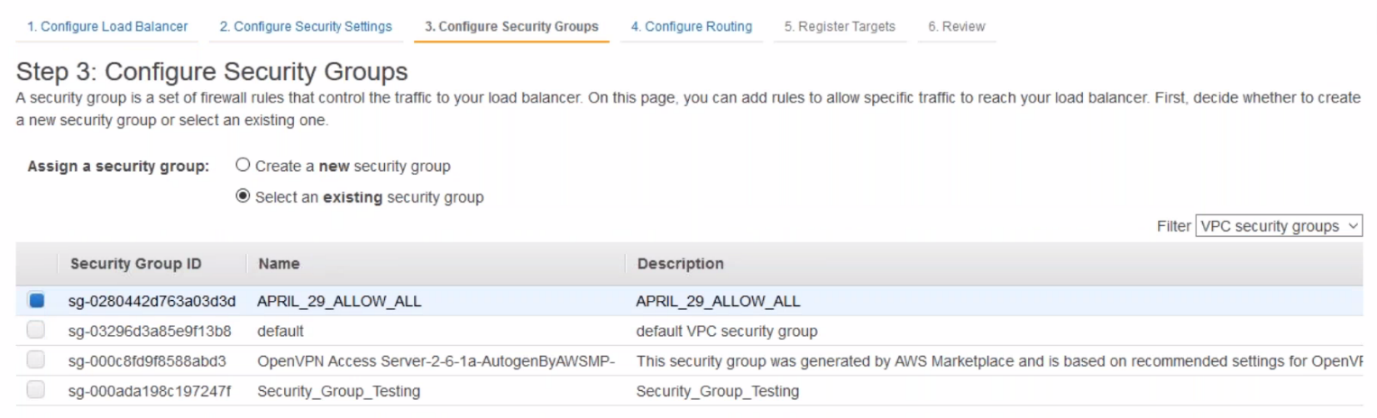 1. Configure Load Balancer 2. Configure Security Settings 3. Configure Security Groups 4. Configure Routing 5. Register Targets 6. Review
Step 3: Configure Security Groups
A security group is a set of firewall rules that control the traffic to your load balancer. On this page, you can add rules to allow specific traffic to reach your load balancer. First, decide whether to create
a new security group or select an existing one.
Assign a security group: Create a new security group
Select an existing security group
Filter VPC security groups
Security Group ID Name Description
sg-0280442d763a03d3d APRIL_29_ALLOW_ALL APRIL_29_ALLOW_ALL
sg-03296d3a85e9f13b8 default default VPC security group
sg-000c8fd9f8588abd3 OpenVPN Access Server-2-6-1a-AutogenByAWSMP- This security group was generated by AWS Marketplace and is based on recommended settings for
sg-000ada198c197247f Security_Group_Testing Security_Group_Testing